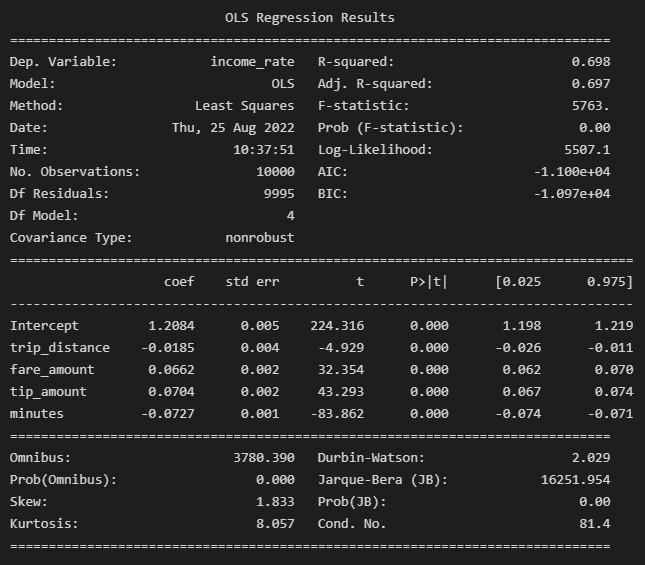 OLS Regression Results
==============================================================================
Dep. Variable: income_rate R-squared: 0.698
Model: OLS Adj. R-squared: 0.697
Method: Least Squares F-statistic: 5763.
Date: Thu, 25 Aug 2022 Prob (F-statistic): 0.00
Time: 10:37:51 Log-Likelihood: 5507.1
No. Observations: 10000 AIC: -1.100e+04
Df Residuals: 9995 BIC: -1.097e+04
Df Model: 4
Covariance Type: nonrobust
=================================================================================
coef std err t P>|t| [0.025 0.975]
---------------------------------------------------------------------------------
Intercept 1.2084 0.005 224.316 0.000 1.198 1.219
trip_distance -0.0185 0.004 -4.929 0.000 -0.026 -0.011
fare_amount 0.0662 0.002 32.354 0.000 0.062 0.070
tip_amount 0.0704 0.002 43.293 0.000 0.067 0.074
minutes -0.0727 0.001 -83.862 0.000 -0.074 -0.071
==============================================================================
Omnibus: 3780.390 Durbin-Watson: 2.029
Prob(Omnibus): 0.000 Jarque-Bera (JB): 16251.954
Skew: 1.833 Prob(JB): 0.00
Kurtosis: 8.057 Cond. No. 81.4
==============================================================================